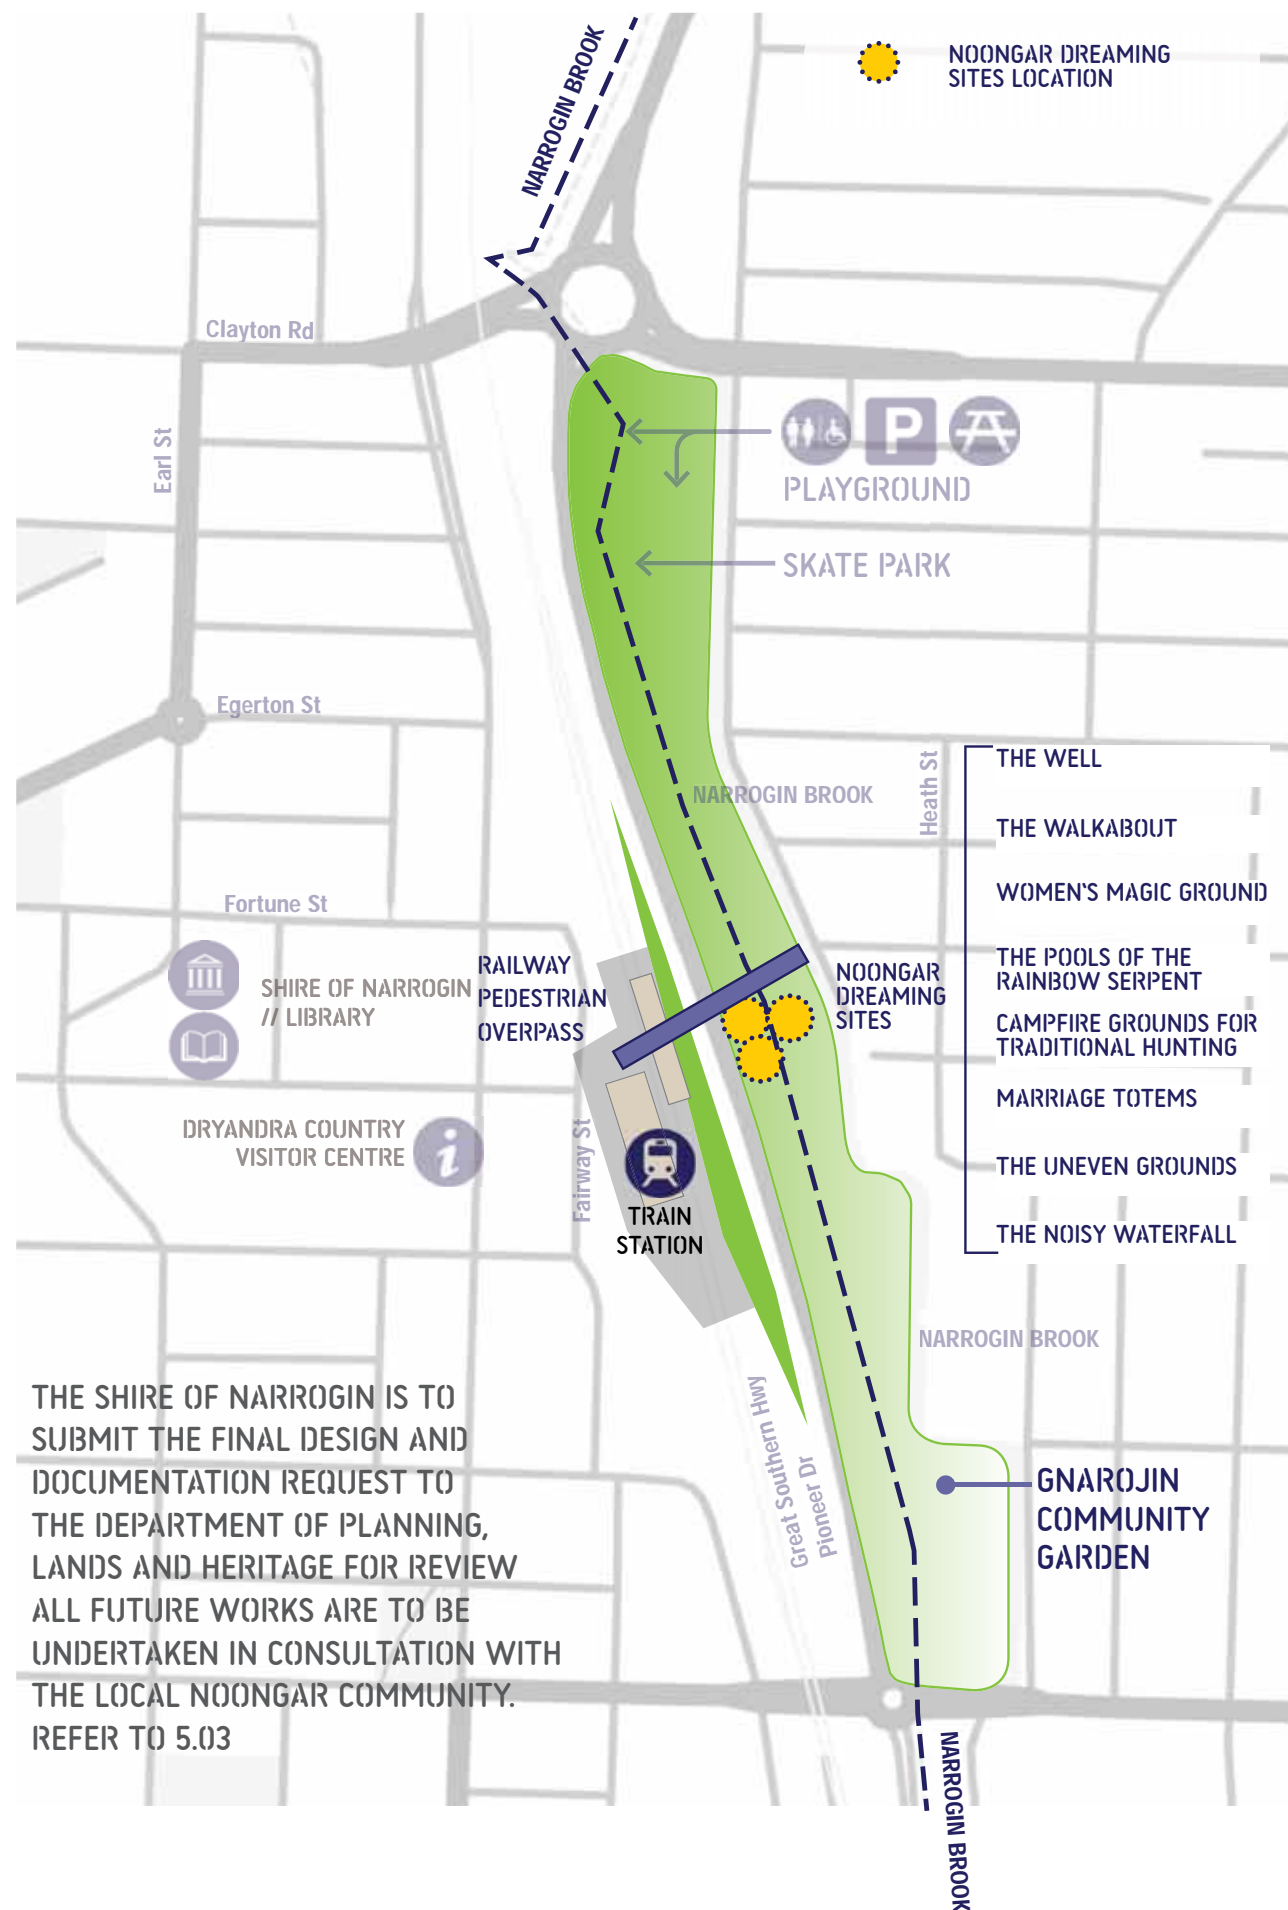 NARROGIN BROOK
NOONGAR DREAMING
SITES LOCATION
Clayton Rd
Earl St
P
PLAYGROUND
SKATE PARK
Egerton St
NARROGIN BROOK
Heath St
THE WELL
THE WALKABOUT
WOMEN'S MAGIC GROUND
THE POOLS OF THE
RAINBOW SERPENT
CAMPFIRE GROUNDS FOR
TRADITIONAL HUNTING
MARRIAGE TOTEMS
THE UNEVEN GROUNDS
THE NOISY WATERFALL
Fortune St
SHIRE OF NARROGIN
// LIBRARY
RAILWAY
PEDESTRIAN
OVERPASS
NOONGAR
DREAMING
SITES
DRYANDRA COUNTRY
VISITOR CENTRE
i
Fairway St
TRAIN
STATION
NARROGIN BROOK
Great Southern Hwy
Pioneer Dr
GNAROJIN
COMMUNITY
GARDEN
THE SHIRE OF NARROGIN IS TO
SUBMIT THE FINAL DESIGN AND
DOCUMENTATION REQUEST TO
THE DEPARTMENT OF PLANNING,
LANDS AND HERITAGE FOR REVIEW
ALL FUTURE WORKS ARE TO BE
UNDERTAKEN IN CONSULTATION WITH
THE LOCAL NOONGAR COMMUNITY.
REFER TO 5.03
NARROGIN BROOK